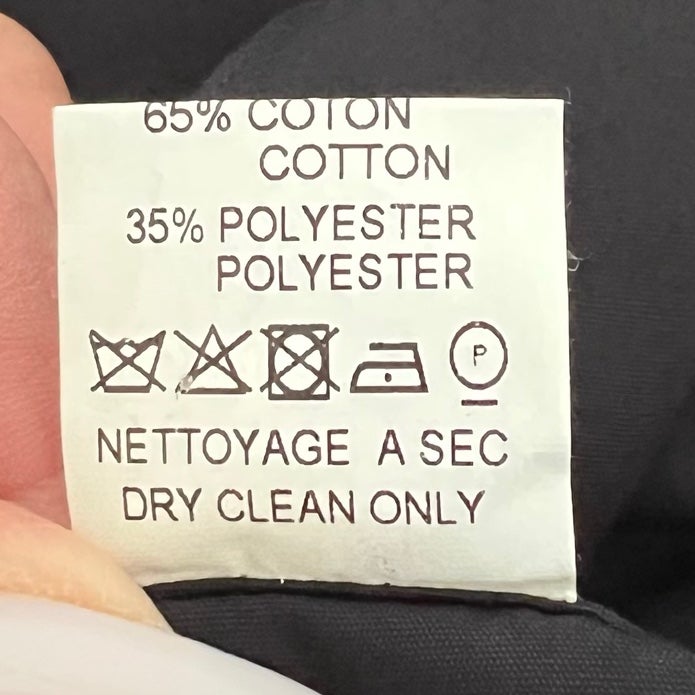 65% COTON
COTTON
35% POLYESTER
POLYESTER
P
NETTOYAGE A SEC
DRY CLEAN ONLY